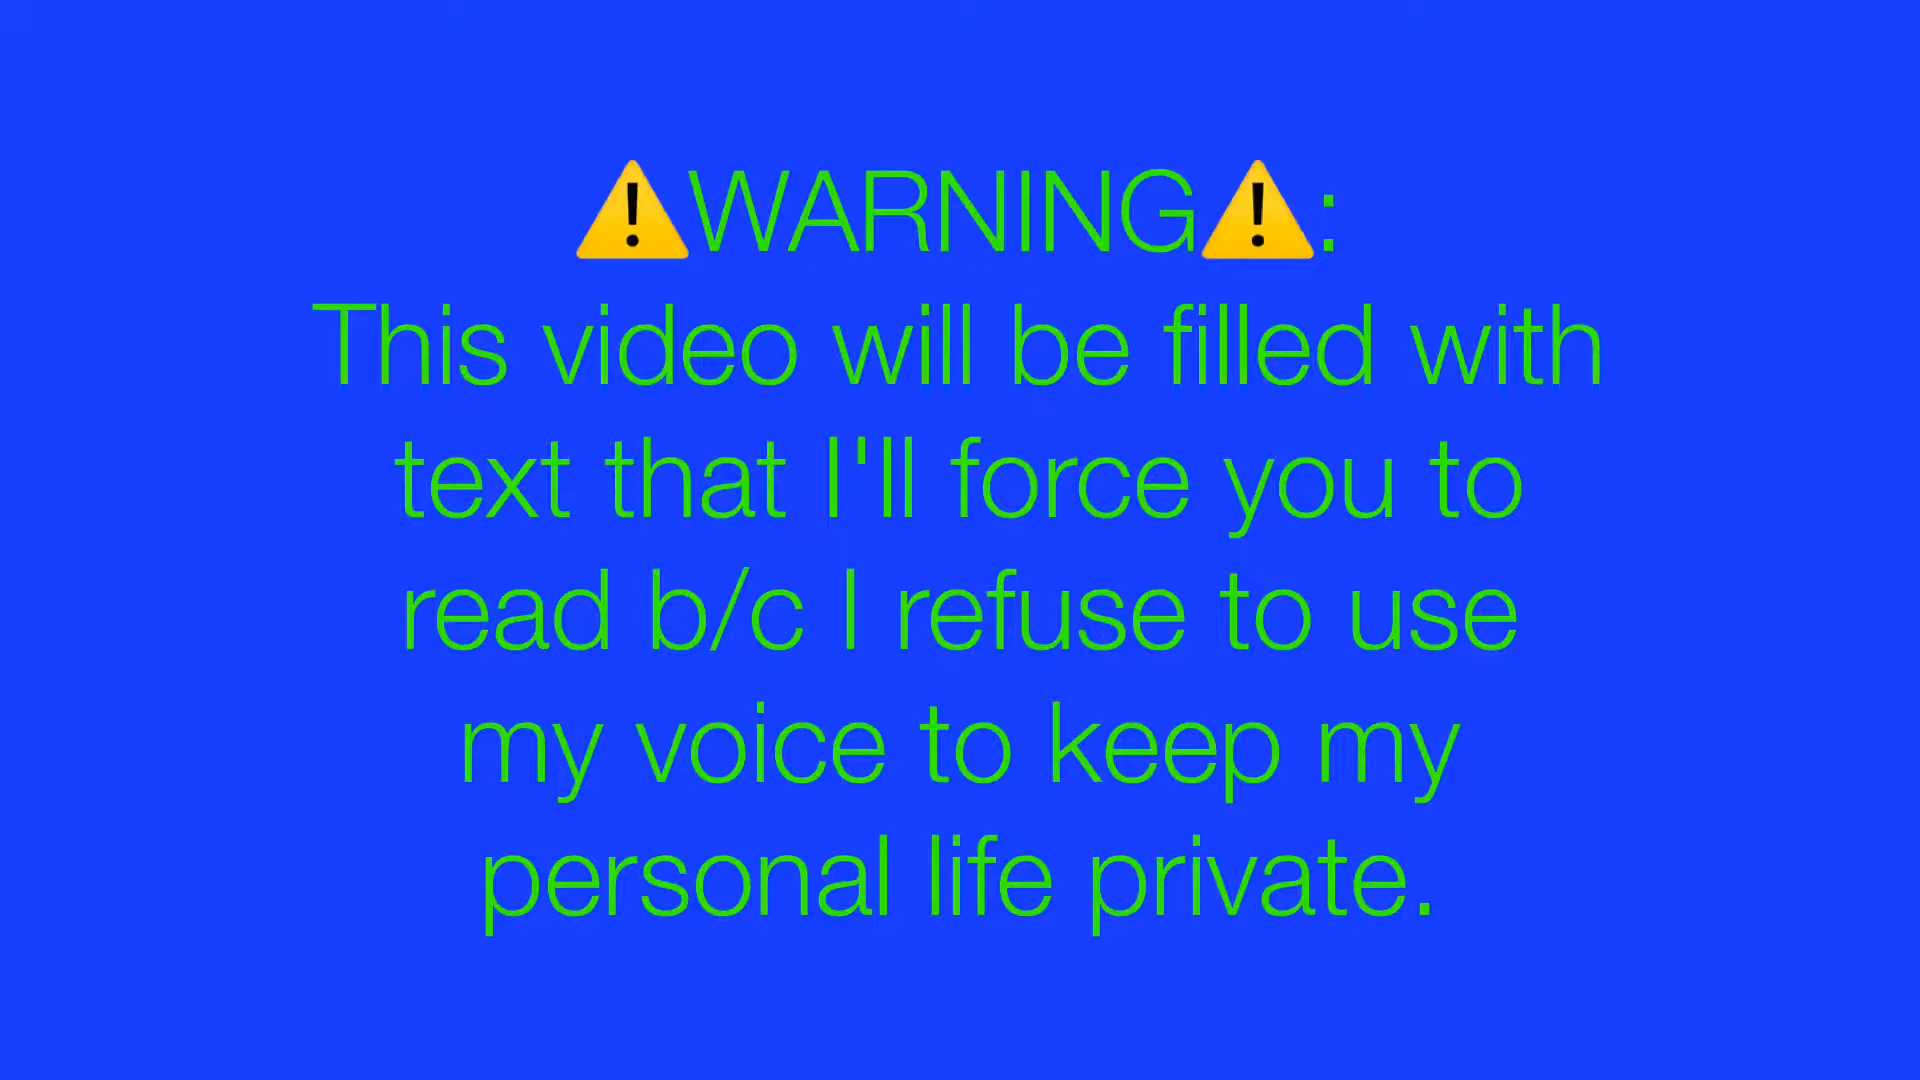 ⚠️WARNING⚠️:
This video will be filled with
text that I'll force you to
read b/c I refuse to use
my voice to keep my
personal life private.